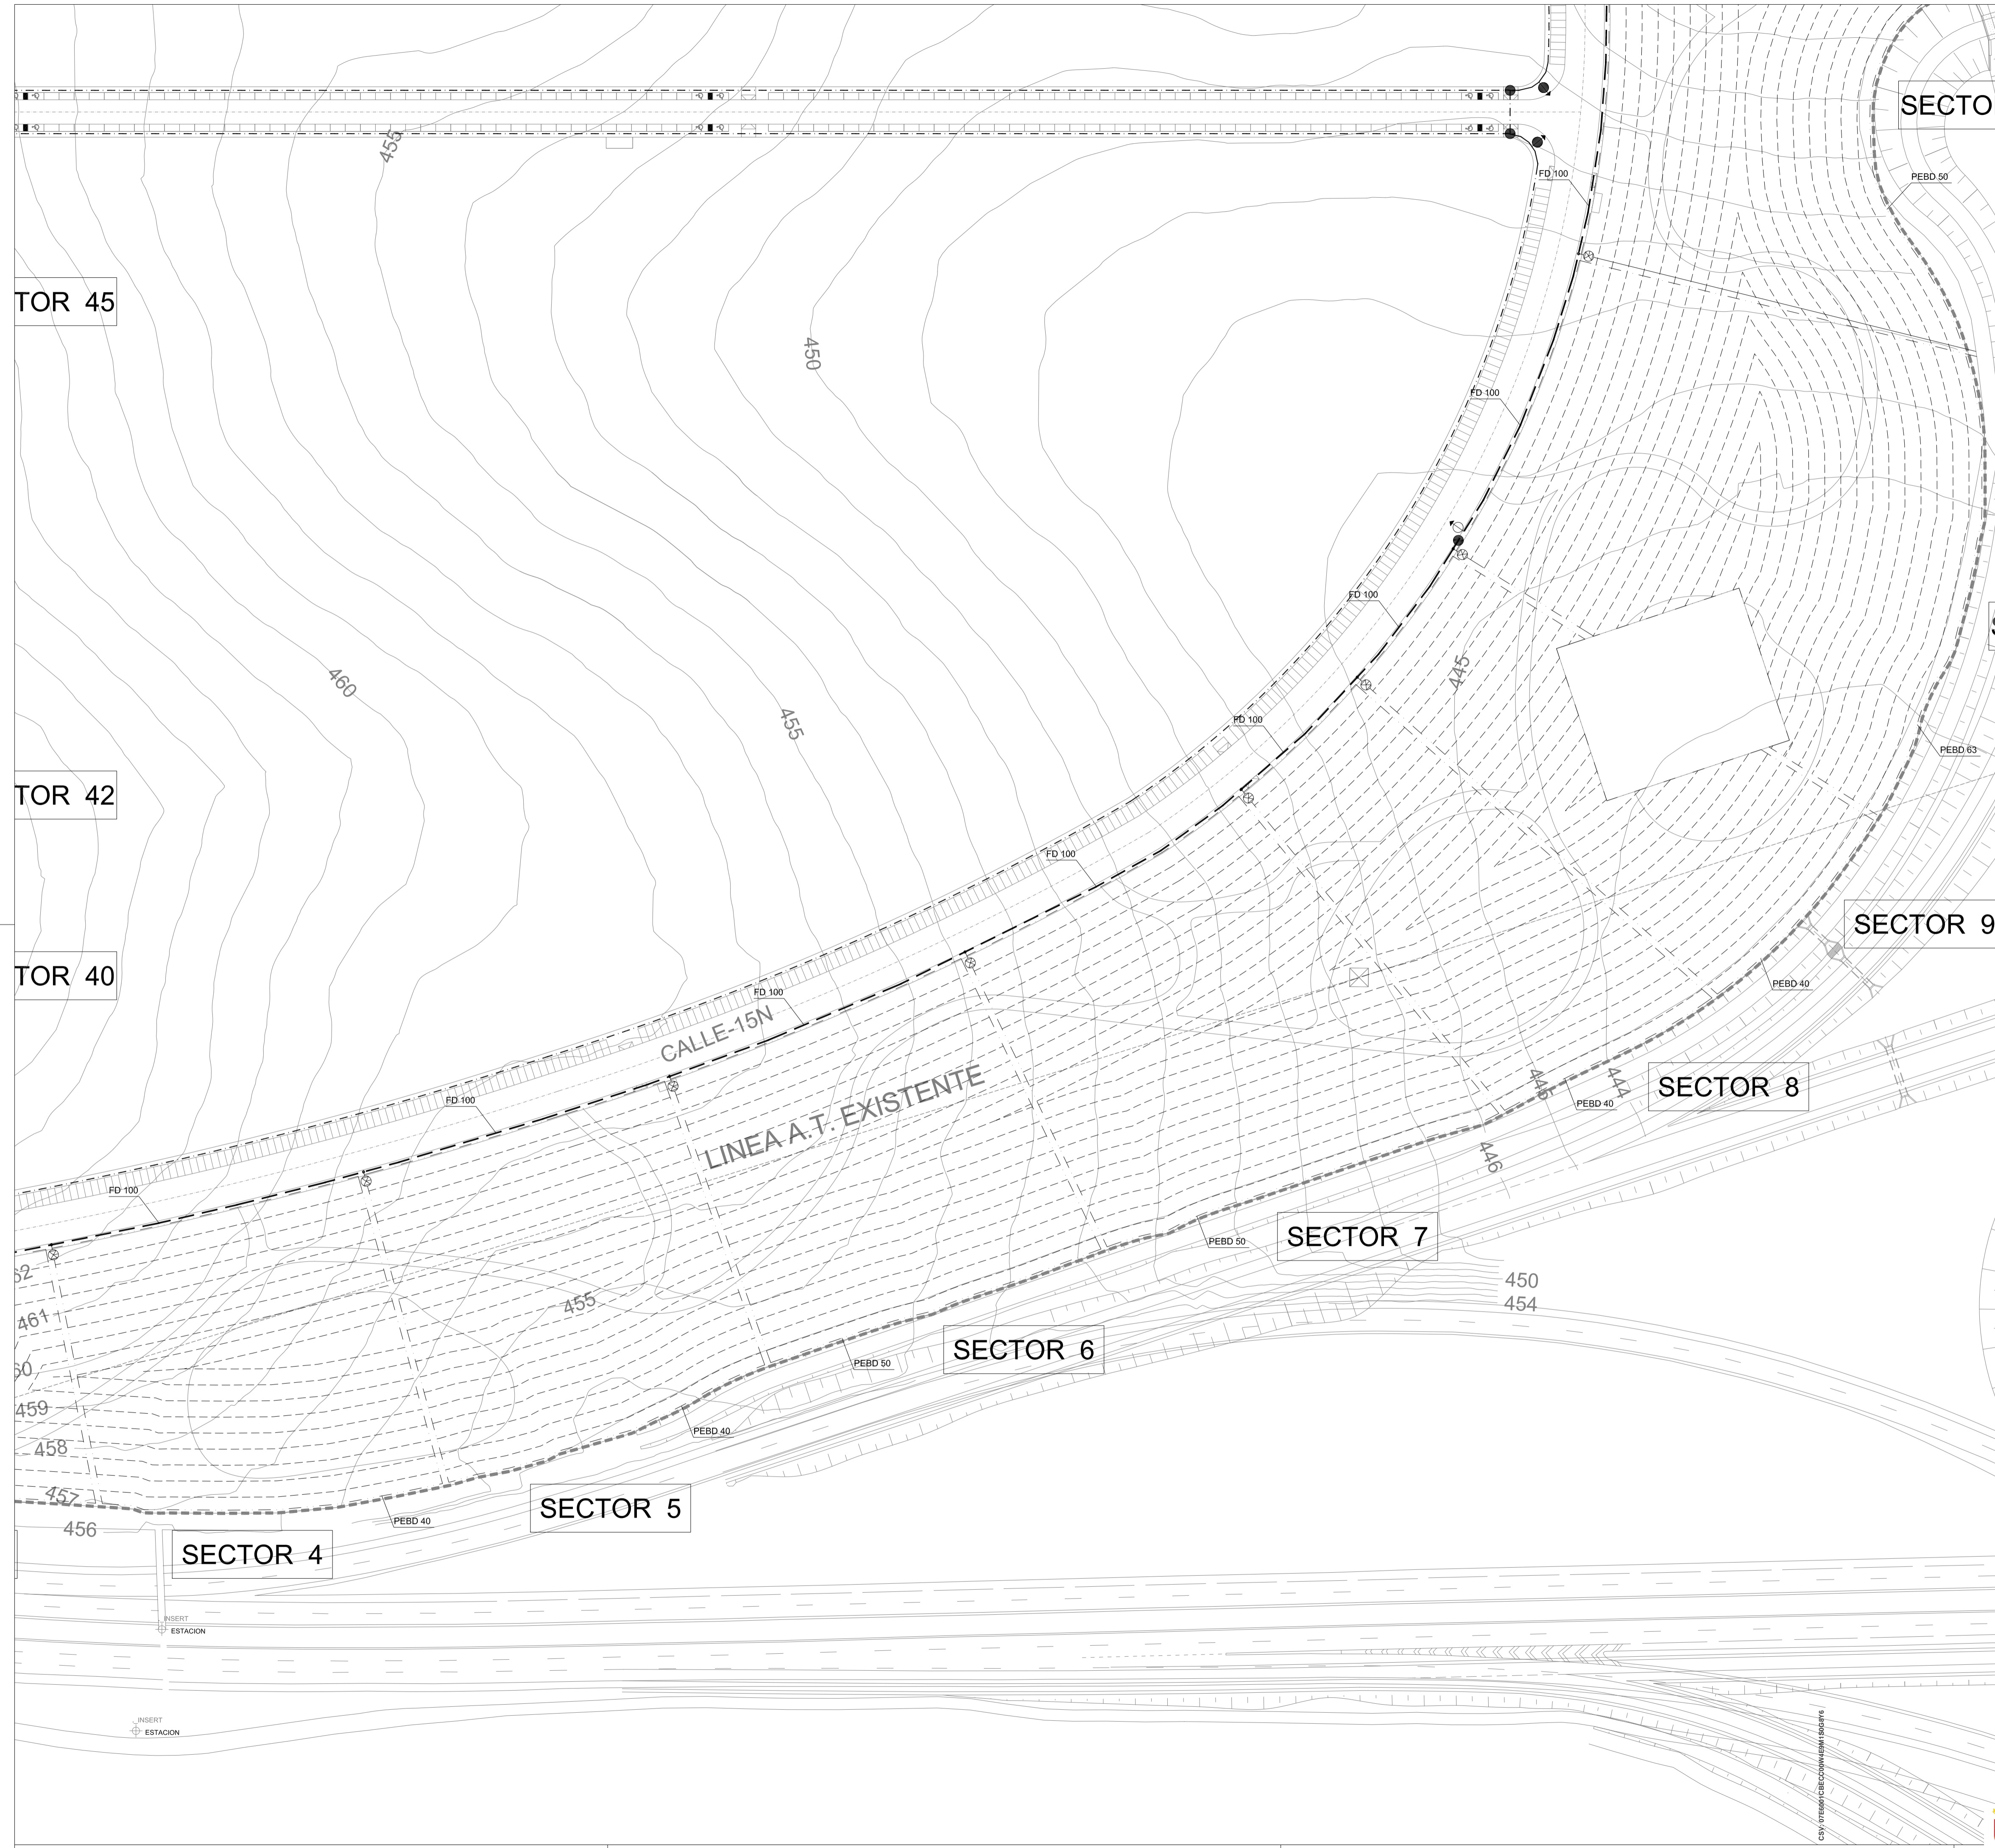 SECTO
455
FD 100
PEBD 50
TOR 45
450
FD 100
FD 100
445
460
455
FD 100
PEBD 63
TOR 42
FD 100
SECTOR 9
TOR 40
PEBD 40
FD 100
CALLE-15N
FD 100
LINEA A.T. EXISTENTE
445
444
SECTOR 8
PEBD 40
446
FD 100
SECTOR 7
PEBD 50
62
450
455
454
461
SECTOR 6
60
PEBD 50
459
PEBD 40
458
457
SECTOR 5
PEBD 40
456
SECTOR 4
INSERT
ESTACION
INSERT
ESTACION